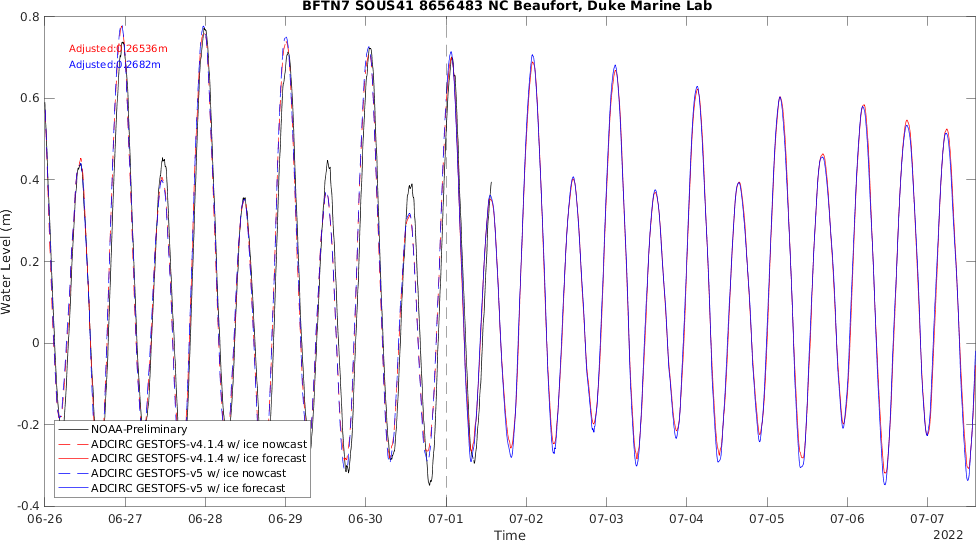 BFTN7 SOUS41 8656483 NC Beaufort, Duke Marine Lab
0.8
0.6
0.4
0.2
0
-0.2
-0.4
Water Level (m)
Adjusted:0.26536m
Adjusted:0.2682m
NOAA-Preliminary
ADCIRC GESTOFS-v4.1.4 w/ ice nowcast
ADCIRC GESTOFS-v4.1.4 w/ ice forecast
ADCIRC GESTOFS-v5 w/ ice nowcast
ADCIRC GESTOFS-v5 w/ ice forecast
06-26 06-27 06-28 06-29 06-30 07-01 07-02 07-03 07-04 07-05 07-06 07-07
Time
2022